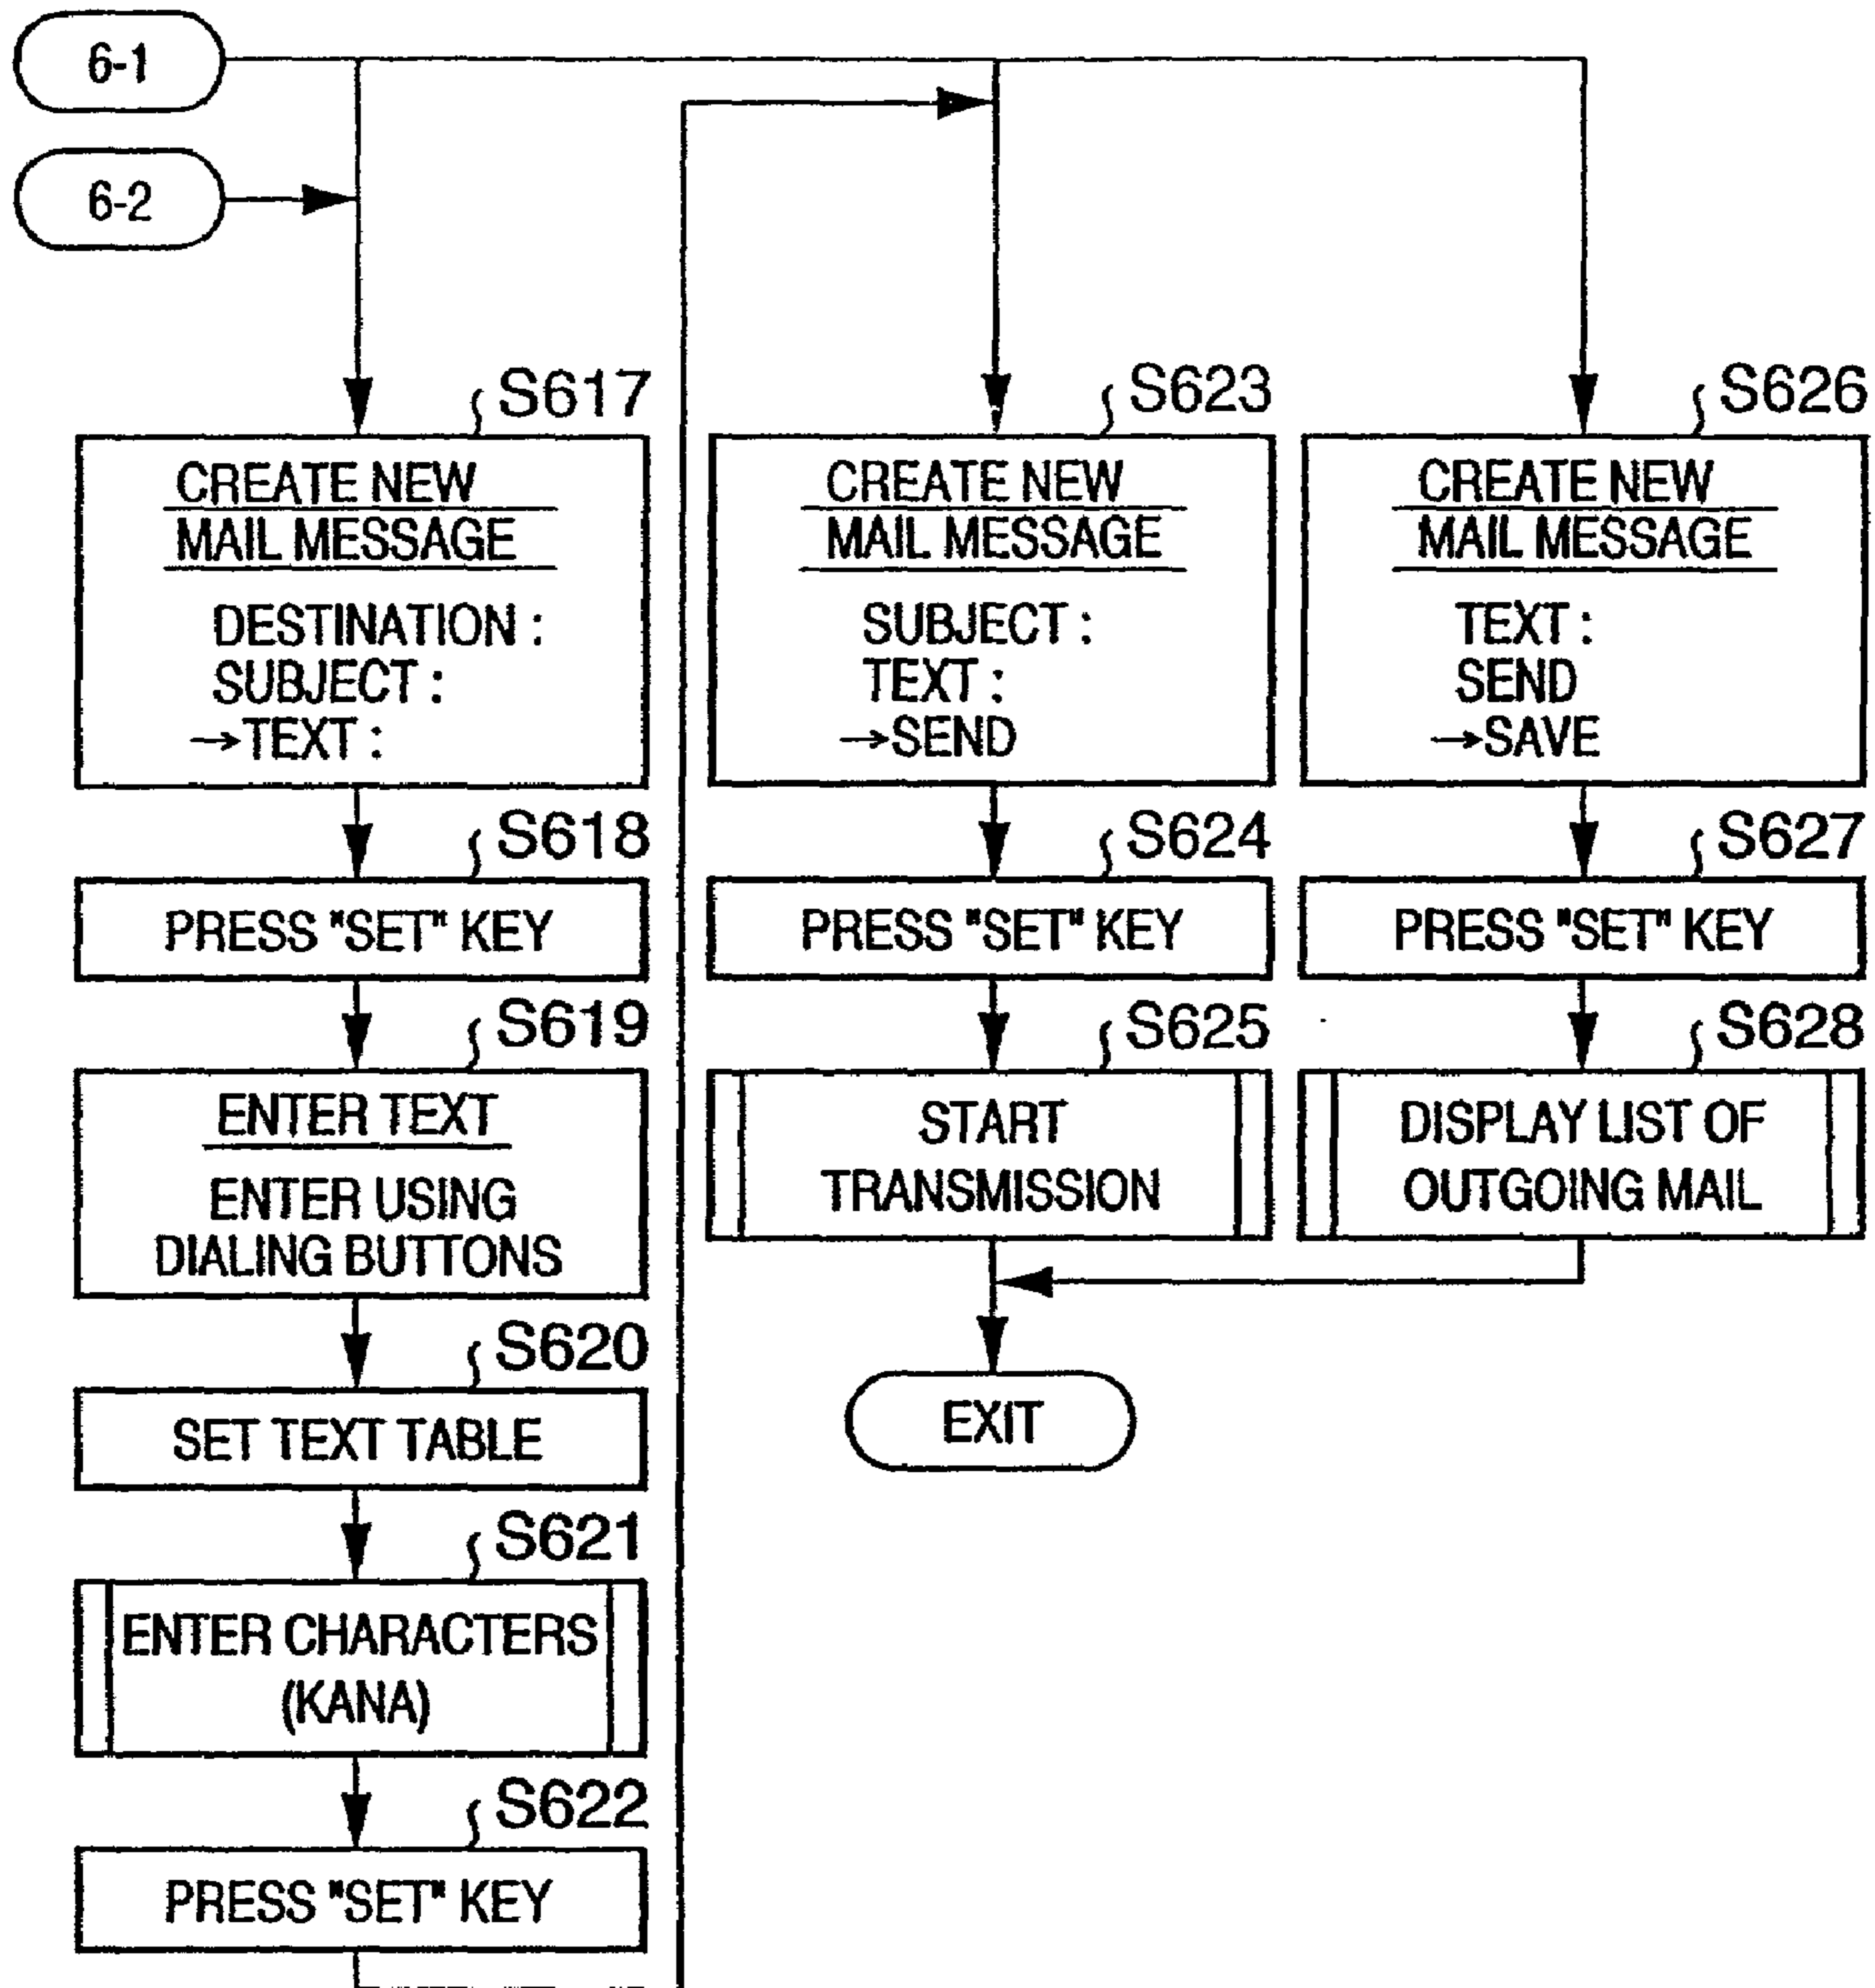 6-1
6-2
S617
CREATE NEW
MAIL MESSAGE
DESTINATION :
SUBJECT :
→TEXT :
S618
PRESS "SET" KEY
S619
ENTER TEXT
ENTER USING
DIALING BUTTONS
S620
SET TEXT TABLE
S621
ENTER CHARACTERS
(KANA)
S622
PRESS "SET" KEY
S623
CREATE NEW
MAIL MESSAGE
SUBJECT :
TEXT :
→SEND
S624
PRESS "SET" KEY
S625
START
TRANSMISSION
S626
CREATE NEW
MAIL MESSAGE
TEXT :
SEND
→SAVE
S627
PRESS "SET" KEY
S628
DISPLAY LIST OF
OUTGOING MAIL
EXIT